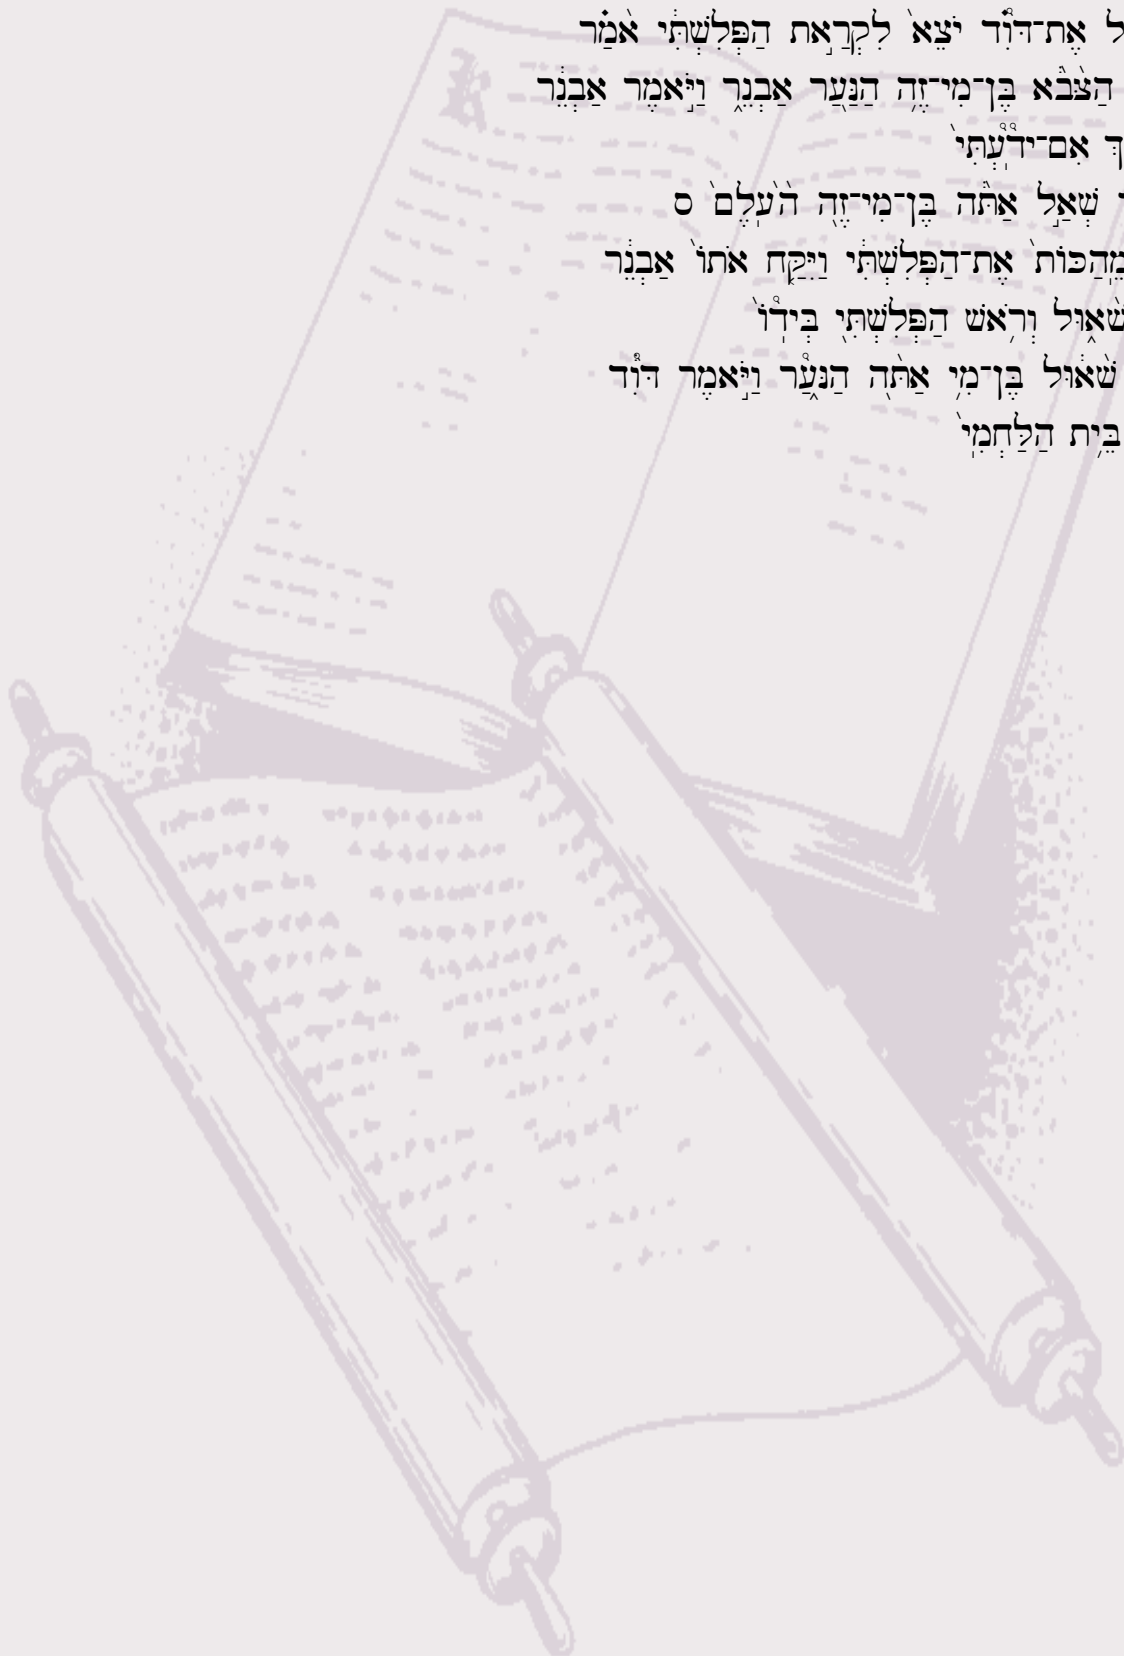 ל אֶת־דָּוִ֗ד יֹצֵא֙ לִקְרַ֣את הַפְּלִשְׁתִּ֔י אָמַ֗ר
הַצָּבָ֔א בֶּן־מִי־זֶ֥ה הַנַּ֖עַר אַבְנֵ֑ר וַיֹּ֣אמֶר אַבְנֵ֔ר
ךָ אִם־יָדָֽעְתִּי׃
שְׁאַ֣ל אַתָּ֔ה בֶּן־מִי־זֶ֖ה הָעָֽלֶם׃ ס
מֵֽהַכּוֹת֙ אֶת־הַפְּלִשְׁתִּ֔י וַיִּקַּ֤ח אֹתוֹ֙ אַבְנֵ֔ר
שָׁא֑וּל וְרֹ֥אשׁ הַפְּלִשְׁתִּ֖י בְּיָדֽוֹ׃
שָׁא֔וּל בֶּן־מִ֥י אַתָּ֖ה הַנָּ֑עַר וַיֹּ֣אמֶר דָּוִ֔ד
בֵּ֥ית הַלַּחְמִֽי׃